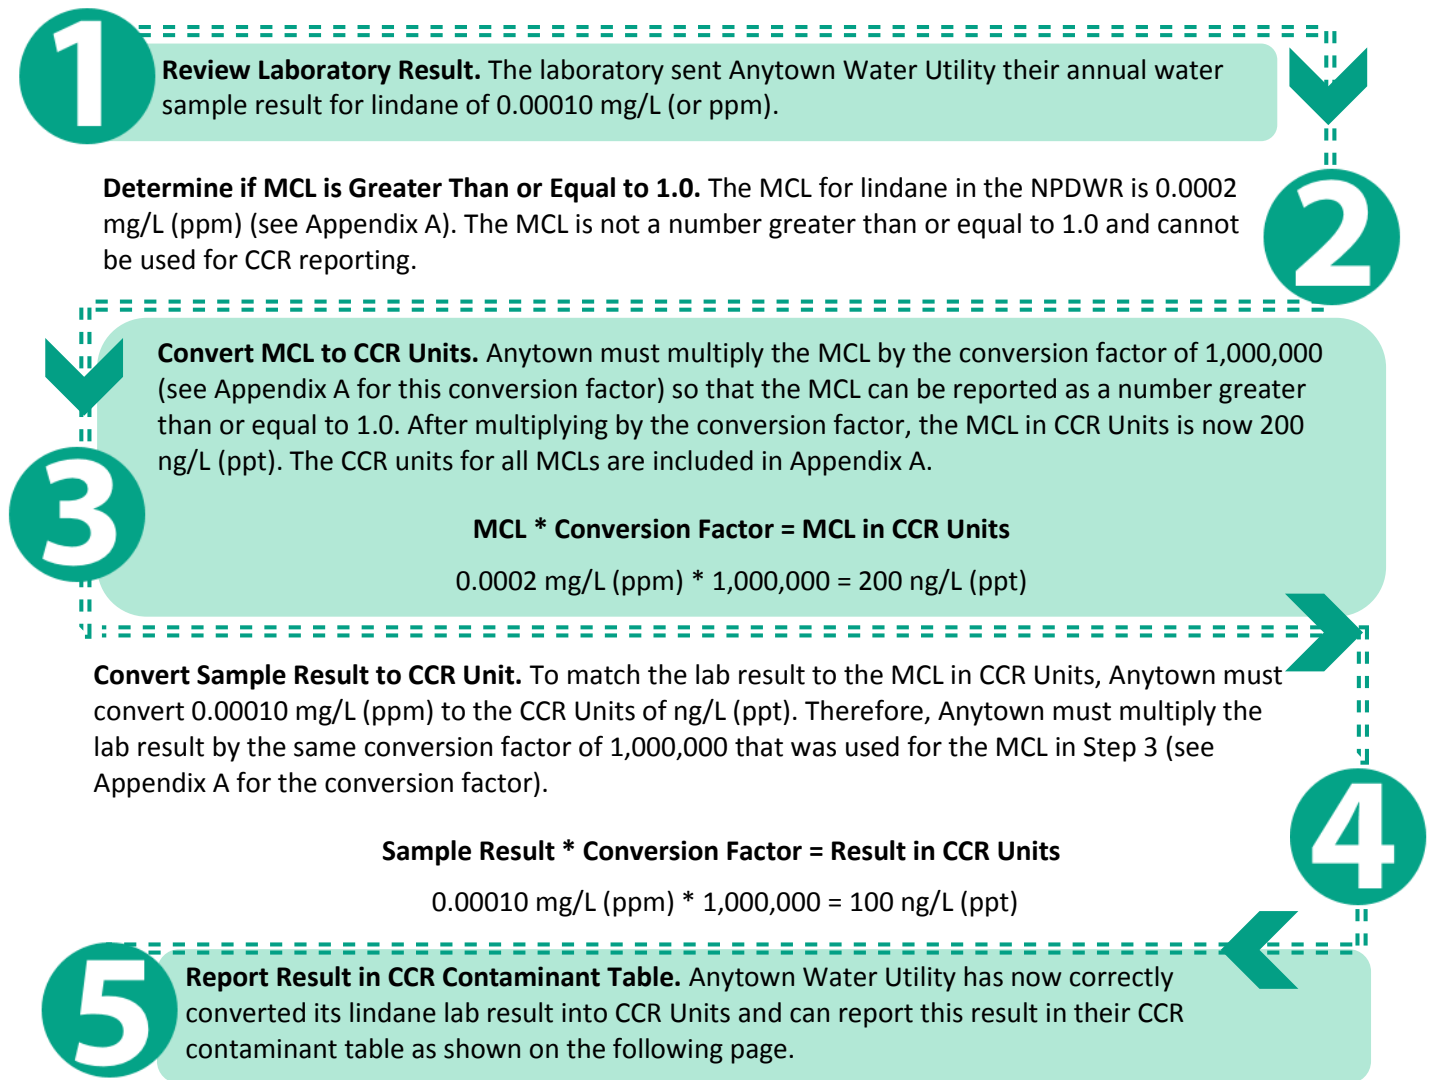 1
Review Laboratory Result. The laboratory sent Anytown Water Utility their annual water
sample result for lindane of 0.00010 mg/L (or ppm).
2
Determine if MCL is Greater Than or Equal to 1.0. The MCL for lindane in the NPDWR is 0.0002
mg/L (ppm) (see Appendix A). The MCL is not a number greater than or equal to 1.0 and cannot
be used for CCR reporting.
3
Convert MCL to CCR Units. Anytown must multiply the MCL by the conversion factor of 1,000,000
(see Appendix A for this conversion factor) so that the MCL can be reported as a number greater
than or equal to 1.0. After multiplying by the conversion factor, the MCL in CCR Units is now 200
ng/L (ppt). The CCR units for all MCLs are included in Appendix A.
MCL * Conversion Factor = MCL in CCR Units
0.0002 mg/L (ppm) * 1,000,000 = 200 ng/L (ppt)
4
Convert Sample Result to CCR Unit. To match the lab result to the MCL in CCR Units, Anytown must
convert 0.00010 mg/L (ppm) to the CCR Units of ng/L (ppt). Therefore, Anytown must multiply the
lab result by the same conversion factor of 1,000,000 that was used for the MCL in Step 3 (see
Appendix A for the conversion factor).
Sample Result * Conversion Factor = Result in CCR Units
0.00010 mg/L (ppm) * 1,000,000 = 100 ng/L (ppt)
5
Report Result in CCR Contaminant Table. Anytown Water Utility has now correctly
converted its lindane lab result into CCR Units and can report this result in their CCR
contaminant table as shown on the following page.